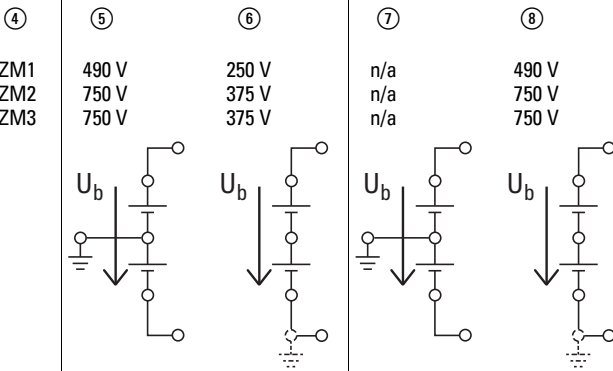 ④ ⑤ ⑥ ⑦ ⑧
ZM1 490 V 250 V n/a 490 V
ZM2 750 V 375 V n/a 750 V
ZM3 750 V 375 V n/a 750 V
Ub Ub Ub Ub